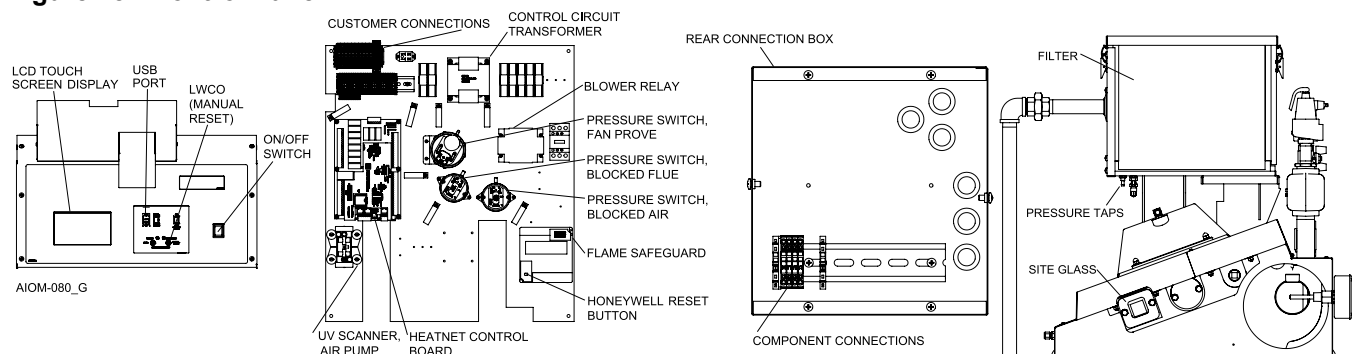 CUSTOMER CONNECTIONS
CONTROL CIRCUIT
TRANSFORMER
REAR CONNECTION BOX
FILTER
LCD TOUCH
SCREEN DISPLAY
USB
PORT
LWCO
(MANUAL
RESET)
ON/OFF
SWITCH
BLOWER RELAY
PRESSURE SWITCH,
FAN PROVE
PRESSURE SWITCH,
BLOCKED FLUE
PRESSURE SWITCH,
BLOCKED AIR
PRESSURE TAPS
FLAME SAFEGUARD
SITE GLASS
AIOM-080_G
HONEYWELL RESET
BUTTON
UV SCANNER,
AIR PUMP
HEATNET CONTROL
BOARD
COMPONENT CONNECTIONS